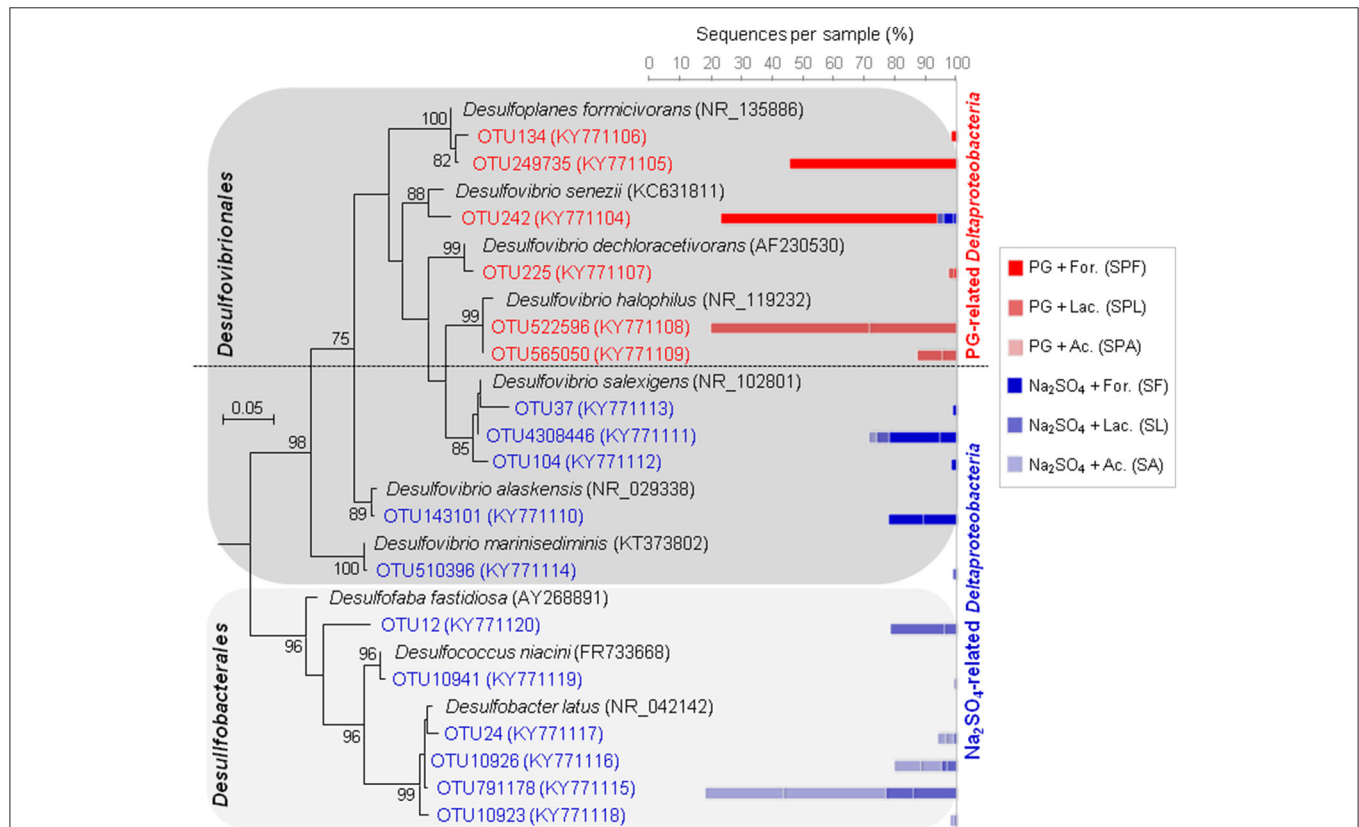 Sequences per sample (%)
0 10 20 30 40 50 60 70 80 90 100
Desulfovibrionales
Desulfoplanes formicivorans (NR_135886)
100
OTU134 (KY771106)
82
OTU249735 (KY771105)
Desulfovibrio senezii (KC631811)
88
OTU242 (KY771104)
Desulfovibrio dechloracetivorans (AF230530)
99
OTU225 (KY771107)
Desulfovibrio halophilus (NR_119232)
99
OTU522596 (KY771108)
75
OTU565050 (KY771109)
Desulfovibrio salexigens (NR_102801)
OTU37 (KY771113)
0.05
OTU4308446 (KY771111)
98
85
OTU104 (KY771112)
Desulfovibrio alaskensis (NR_029338)
89
OTU143101 (KY771110)
Desulfovibrio marinisediminis (KT373802)
100
OTU510396 (KY771114)
Desulfobacterales
Desulfofaba fastidiosa (AY268891)
OTU12 (KY771120)
96
96
Desulfococcus niacini (FR733668)
OTU10941 (KY771119)
Desulfobacter latus (NR_042142)
96
OTU24 (KY771117)
OTU10926 (KY771116)
OTU791178 (KY771115)
99
OTU10923 (KY771118)
PG-related Deltaproteobacteria
Na₂SO₄-related Deltaproteobacteria
PG + For. (SPF)
PG + Lac. (SPL)
PG + Ac. (SPA)
Na₂SO₄ + For. (SF)
Na₂SO₄ + Lac. (SL)
Na₂SO₄ + Ac. (SA)